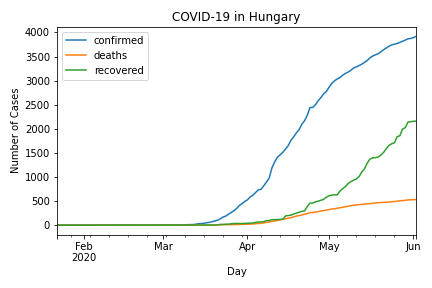 COVID-19 in Hungary
confirmed
deaths
recovered
Number of Cases
4000
3500
3000
2500
2000
1500
1000
500
0
Feb Mar Apr May Jun
2020
Day